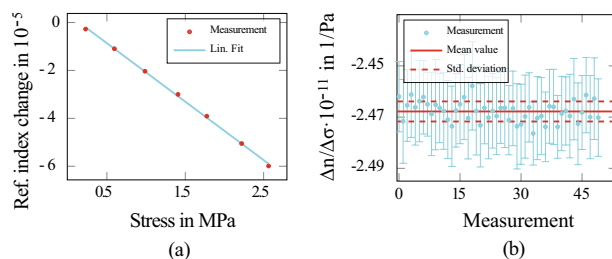 Ref. index change in 10⁻⁵
0
-2
-4
-6
Measurement
Lin. Fit
0.5
1.5
2.5
Stress in MPa
(a)
Δn/Δσ·10⁻¹¹ in 1/Pa
-2.45
-2.47
-2.49
Measurement
Mean value
Std. deviation
0
15
30
45
Measurement
(b)